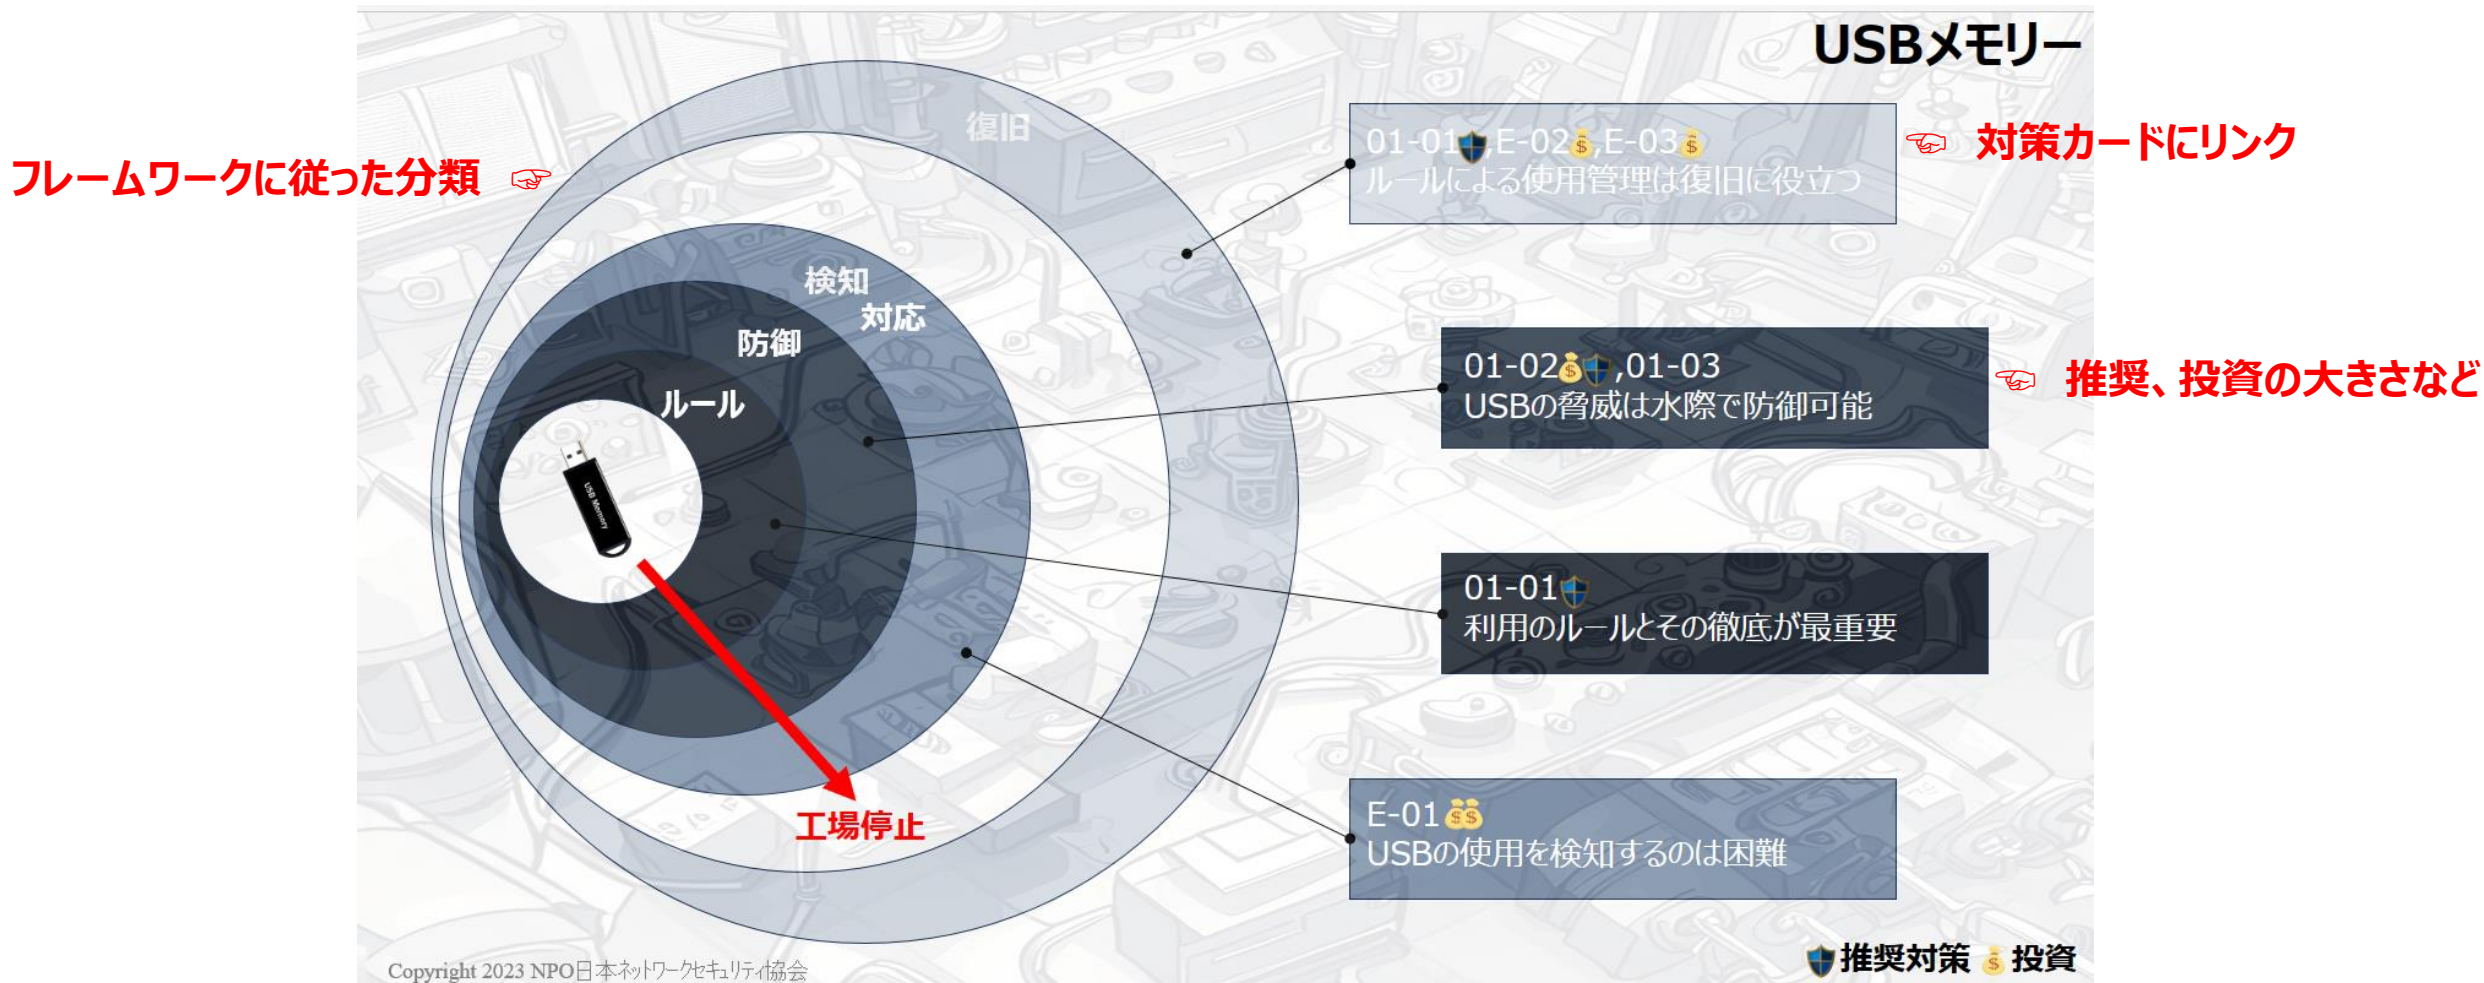 USBメモリー
フレームワークに従った分類 ☞
復旧
検知
対応
防御
ルール
USB Memory
工場停止
01-01🛡,E-02💰,E-03💰
ルールによる使用管理は復旧に役立つ
☜ 対策カードにリンク
01-02💰🛡,01-03
USBの脅威は水際で防御可能
☜ 推奨、投資の大きさなど
01-01🛡
利用のルールとその徹底が最重要
E-01💰💰
USBの使用を検知するのは困難
🛡推奨対策 💰投資
Copyright 2023 NPO日本ネットワークセキュリティ協会